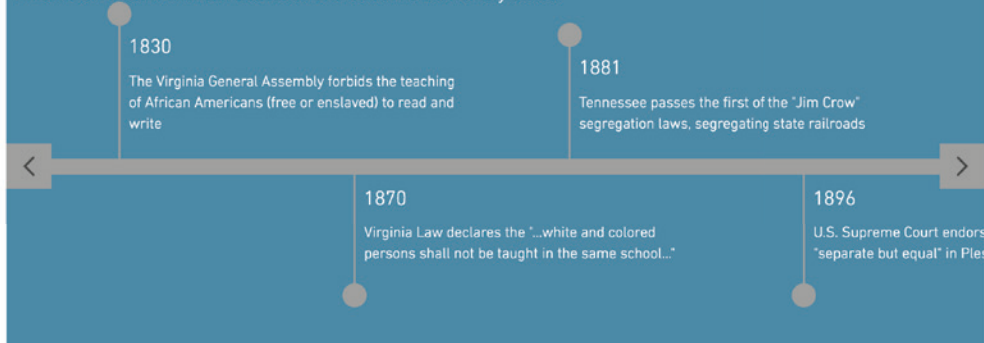 1830
The Virginia General Assembly forbids the teaching
of African Americans (free or enslaved) to read and
write
1881
Tennessee passes the first of the "Jim Crow"
segregation laws, segregating state railroads
1870
Virginia Law declares the "...white and colored
persons shall not be taught in the same school..."
1896
U.S. Supreme Court
"separate but equal" in